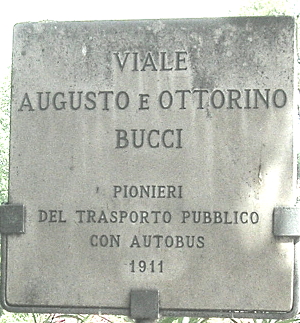 VIALE
AUGUSTO E OTTORINO
BUCCI
PIONIERI
DEL TRASPORTO PUBBLICO
CON AUTOBUS
1911